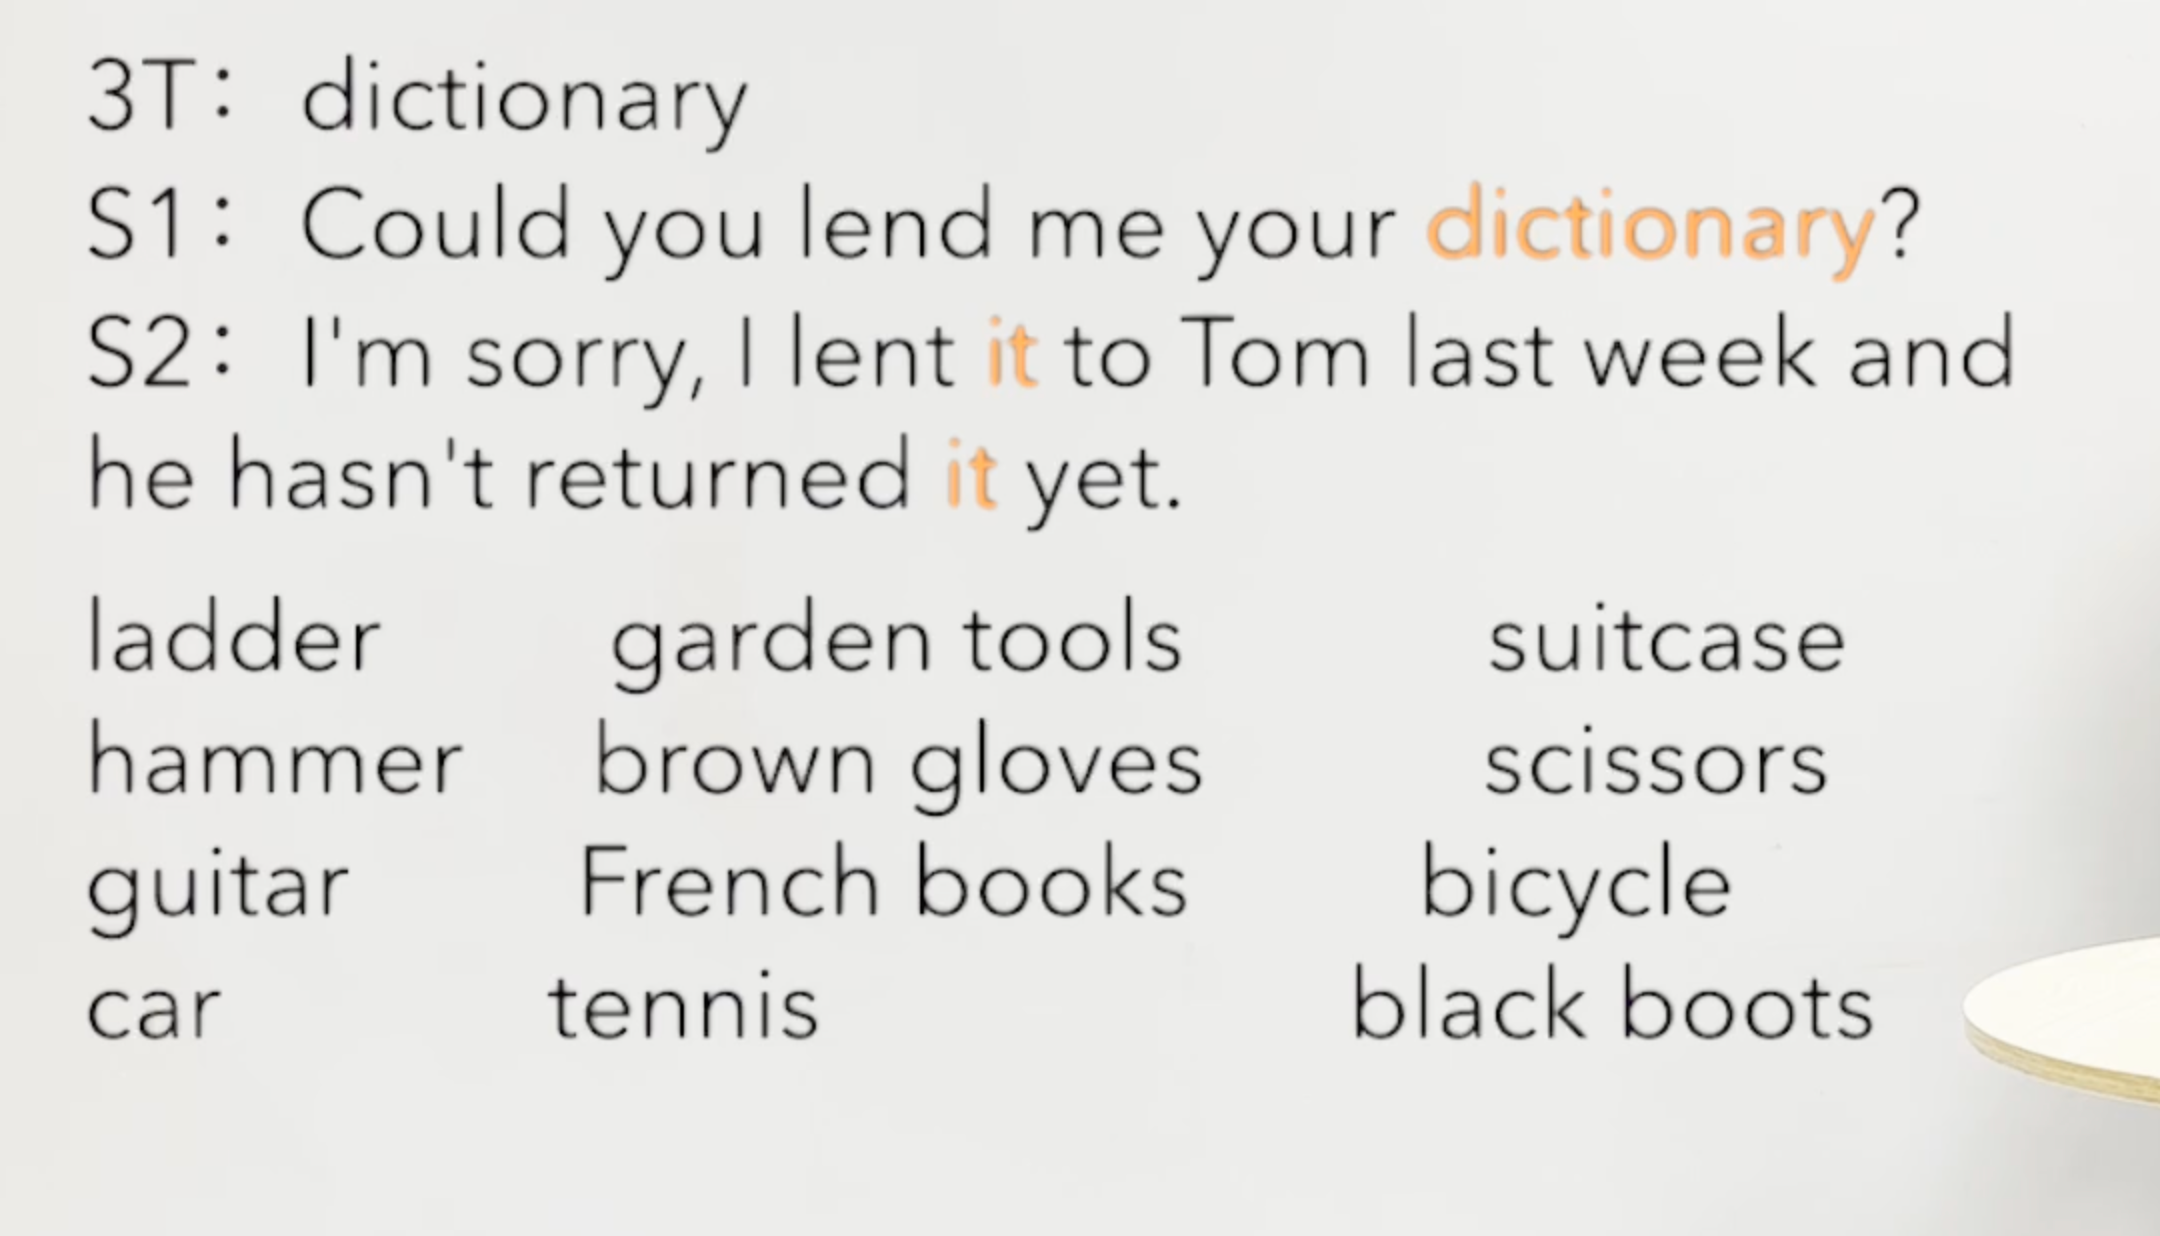 3T: dictionary
S1: Could you lend me your dictionary?
S2: I'm sorry, I lent it to Tom last week and
he hasn't returned it yet.
ladder garden tools suitcase
hammer brown gloves scissors
guitar French books bicycle
car tennis black boots